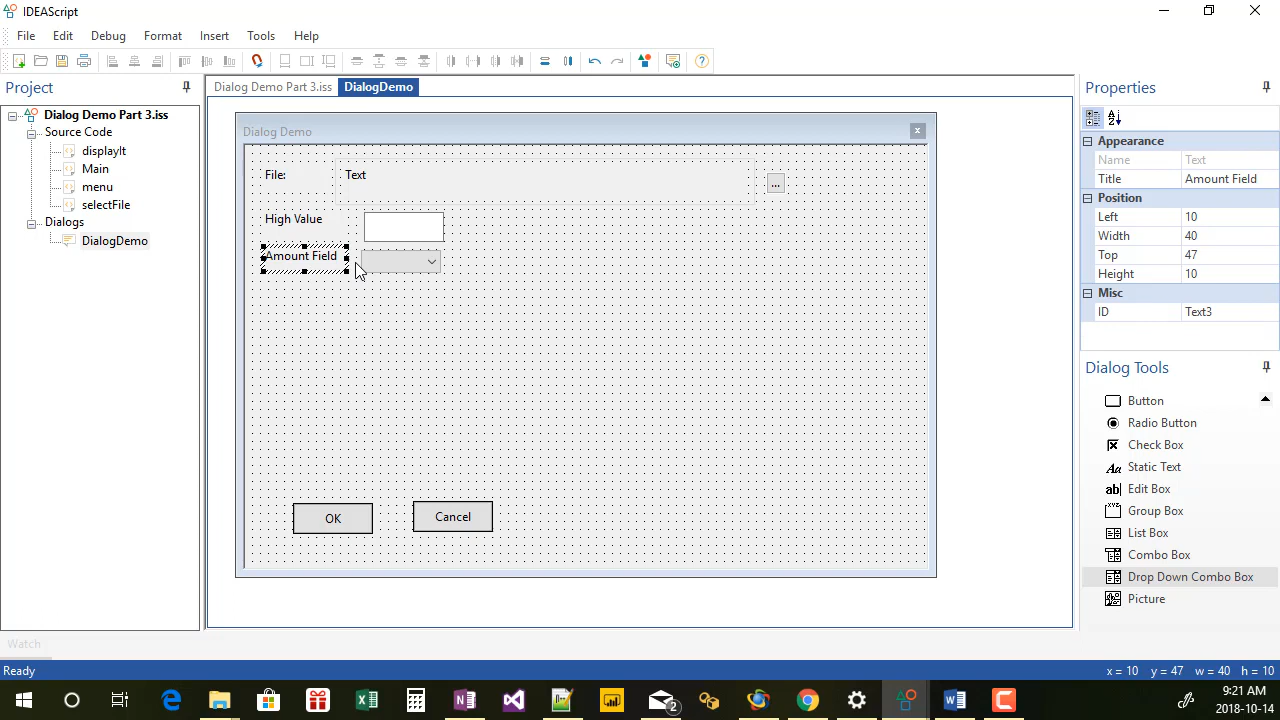 IDEAScript
File Edit Debug Format Insert Tools Help
Project
Dialog Demo Part 3.iss
Source Code
displayIt
Main
menu
selectFile
Dialogs
DialogDemo
Dialog Demo Part 3.iss DialogDemo
Dialog Demo
File: Text ...
High Value
Amount Field
OK Cancel
Properties
Appearance
Name Text
Title Amount Field
Position
Left 10
Width 40
Top 47
Height 10
Misc
ID Text3
Dialog Tools
Button
Radio Button
Check Box
Aa Static Text
ab| Edit Box
xyz Group Box
List Box
Combo Box
Drop Down Combo Box
Picture
Watch
Ready x = 10 y = 47 w = 40 h = 10
2
9:21 AM
2018-10-14